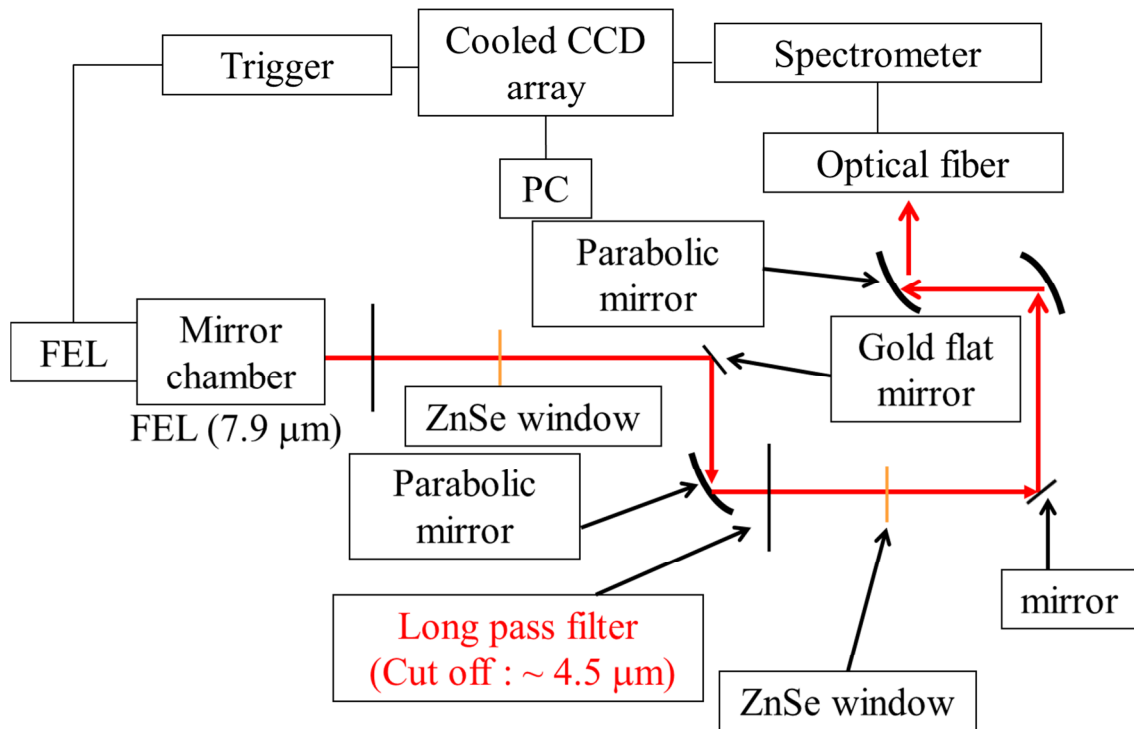 Trigger
Cooled CCD
array
Spectrometer
Optical fiber
PC
Parabolic
mirror
FEL
Mirror
chamber
FEL (7.9 μm)
Gold flat
mirror
ZnSe window
Parabolic
mirror
Long pass filter
(Cut off : ~ 4.5 μm)
mirror
ZnSe window